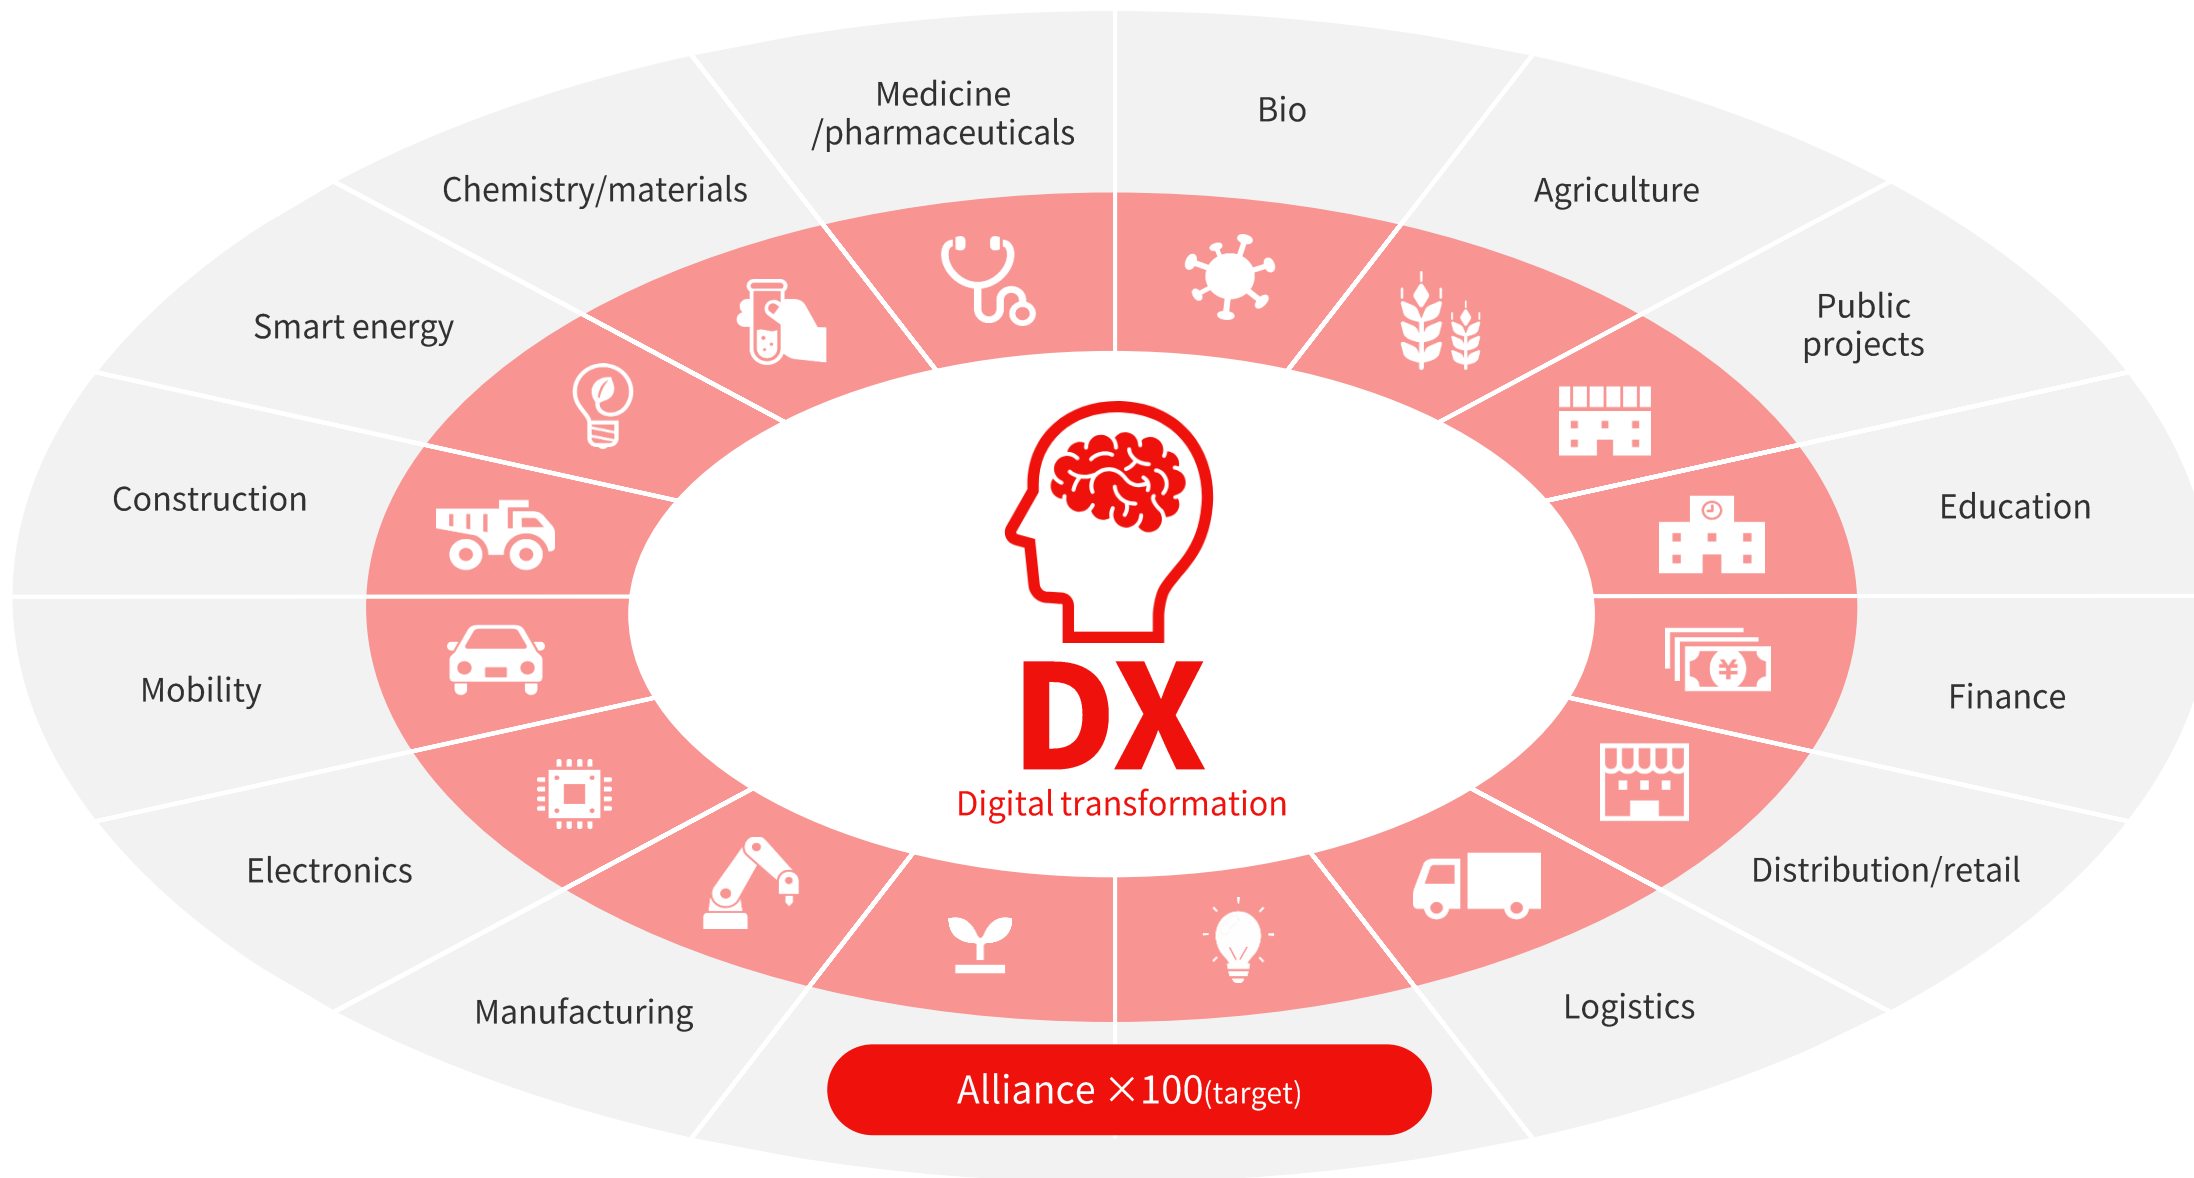 Medicine
/pharmaceuticals
Bio
Chemistry/materials
Agriculture
Smart energy
Public
projects
Construction
Education
Mobility
Finance
DX
Digital transformation
Electronics
Distribution/retail
Manufacturing
Logistics
Alliance ×100(target)
¥